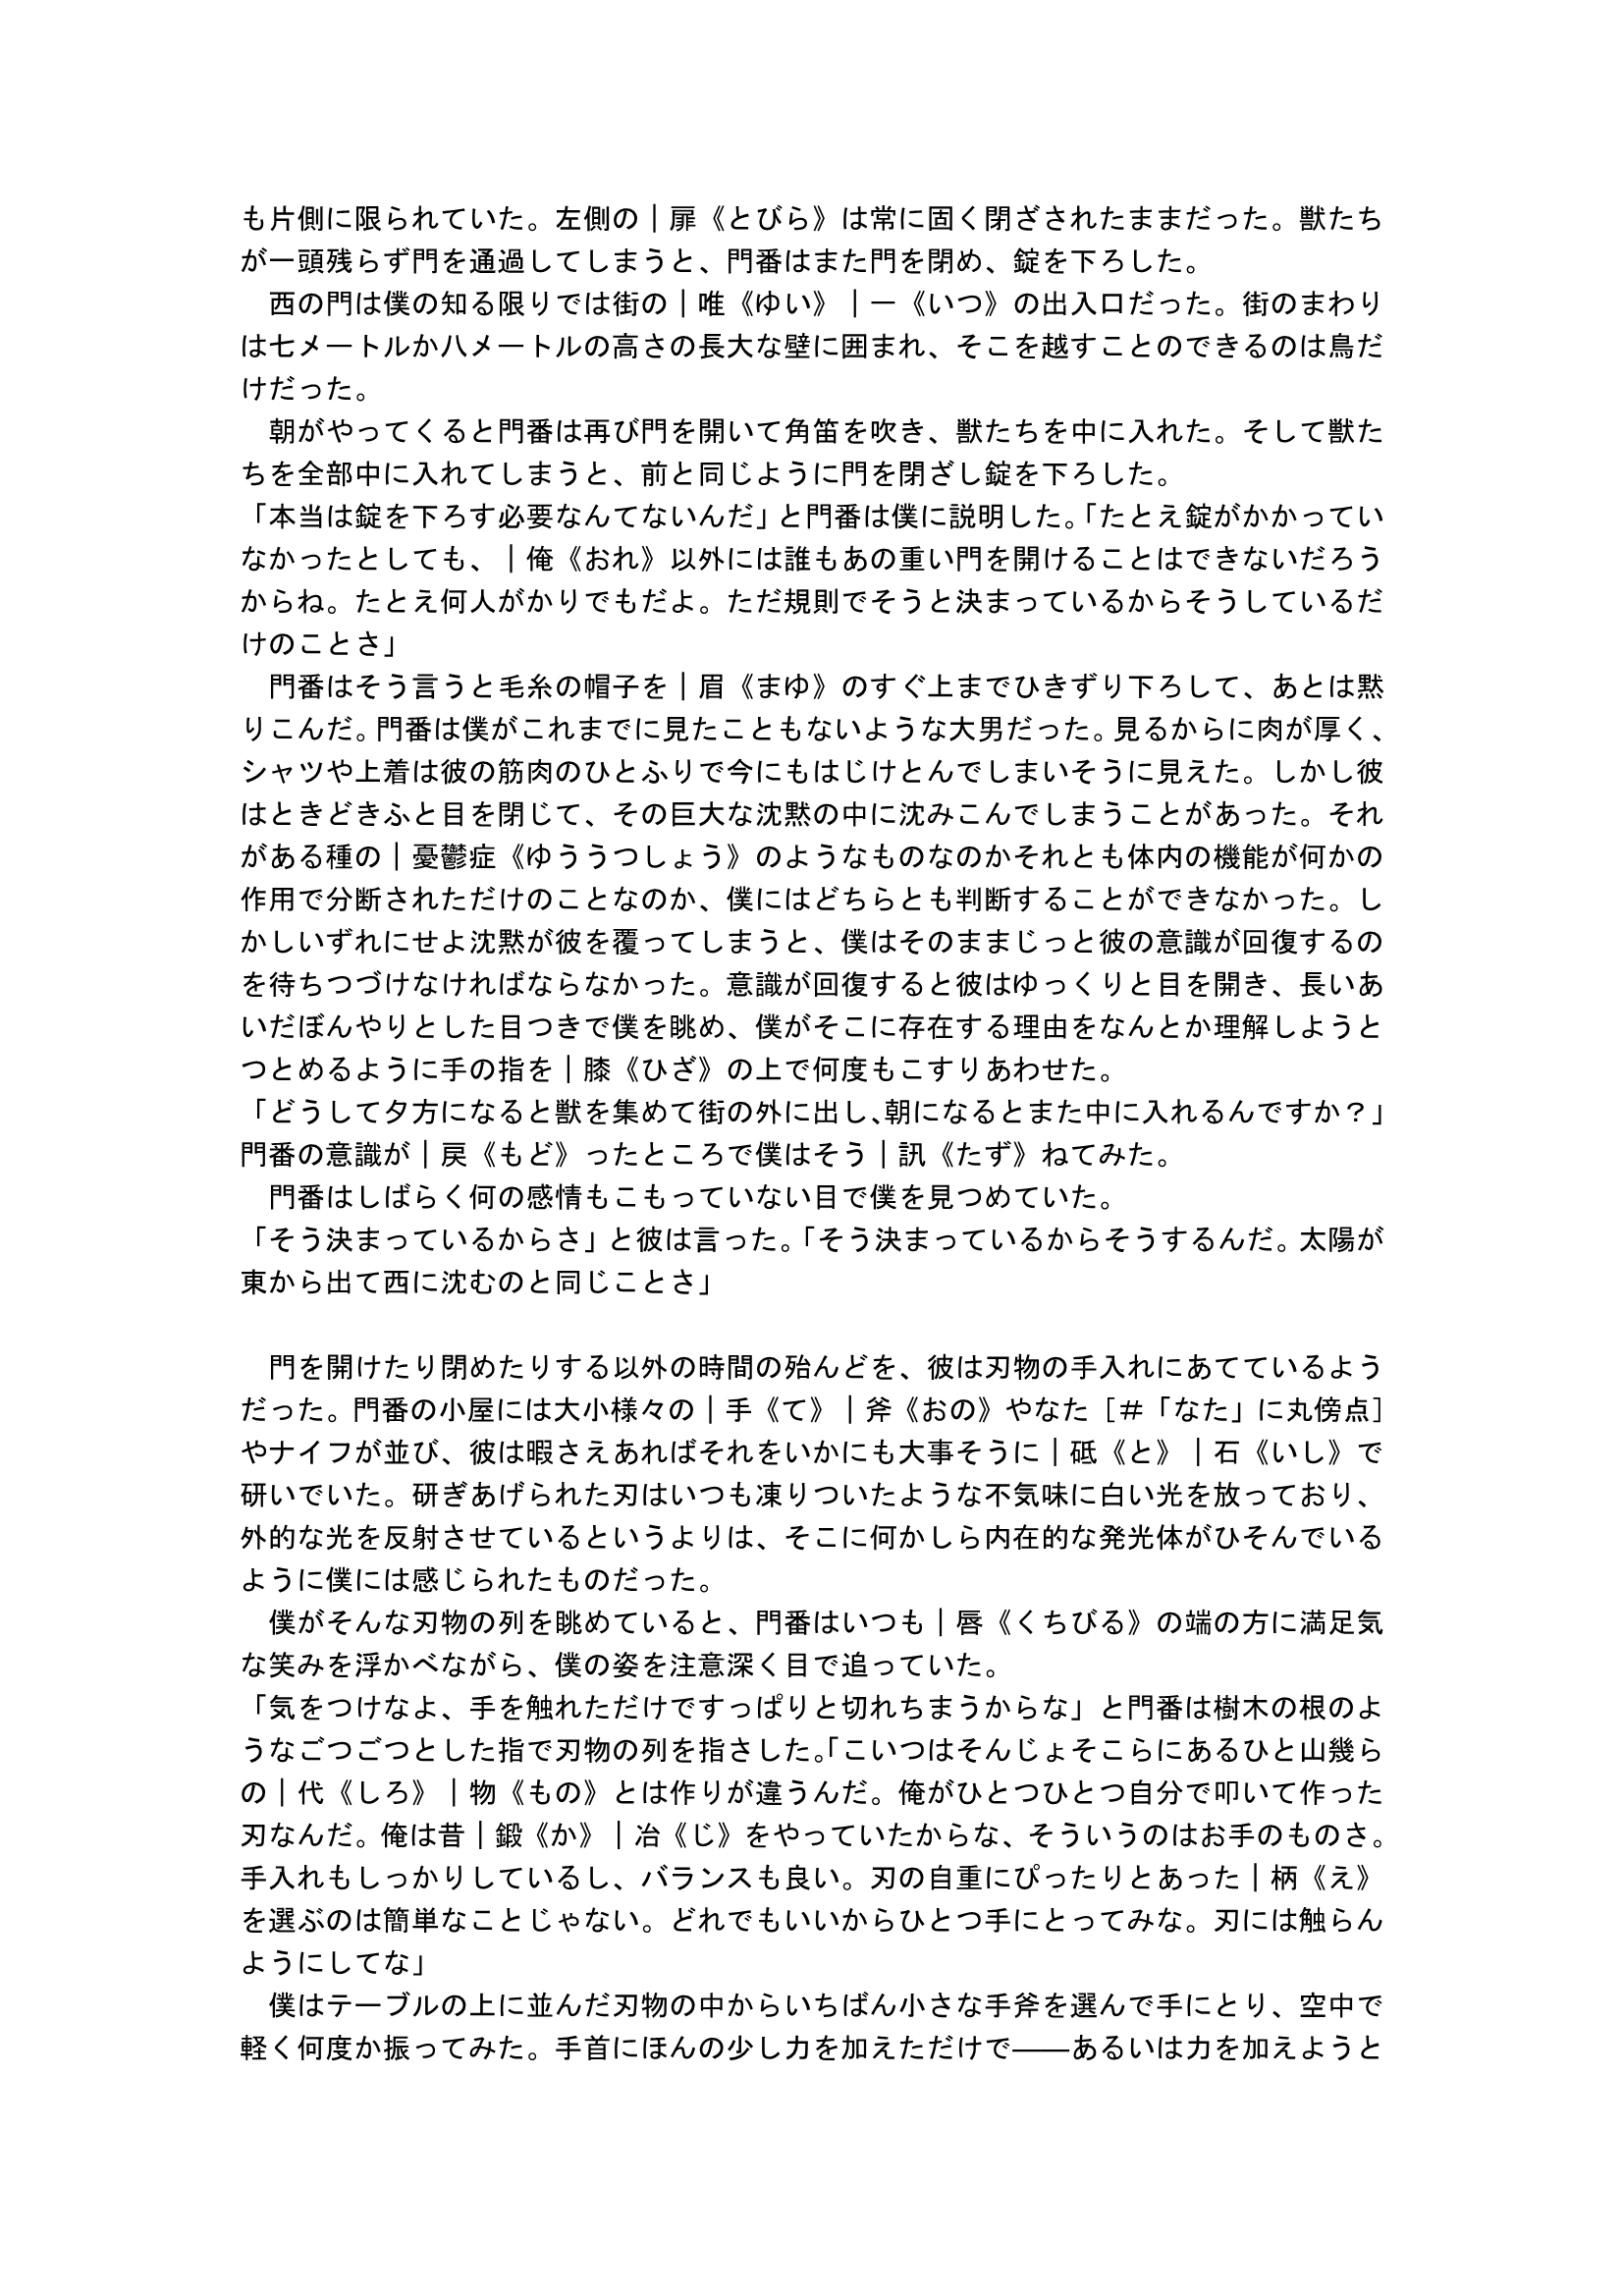 も片側に限られていた。左側の｜扉《とびら》は常に固く閉ざされたままだった。獣たち
が一頭残らず門を通過してしまうと、門番はまた門を閉め、錠を下ろした。
　西の門は僕の知る限りでは街の｜唯《ゆい》｜一《いつ》の出入口だった。街のまわり
は七メートルか八メートルの高さの長大な壁に囲まれ、そこを越すことのできるのは鳥だ
けだった。
　朝がやってくると門番は再び門を開いて角笛を吹き、獣たちを中に入れた。そして獣た
ちを全部中に入れてしまうと、前と同じように門を閉ざし錠を下ろした。
「本当は錠を下ろす必要なんてないんだ」と門番は僕に説明した。「たとえ錠がかかってい
なかったとしても、｜俺《おれ》以外には誰もあの重い門を開けることはできないだろう
からね。たとえ何人がかりでもだよ。ただ規則でそうと決まっているからそうしているだ
けのことさ」
　門番はそう言うと毛糸の帽子を｜眉《まゆ》のすぐ上までひきずり下ろして、あとは黙
りこんだ。門番は僕がこれまでに見たこともないような大男だった。見るからに肉が厚く、
シャツや上着は彼の筋肉のひとふりで今にもはじけとんでしまいそうに見えた。しかし彼
はときどきふと目を閉じて、その巨大な沈黙の中に沈みこんでしまうことがあった。それ
がある種の｜憂鬱症《ゆううつしょう》のようなものなのかそれとも体内の機能が何かの
作用で分断されただけのことなのか、僕にはどちらとも判断することができなかった。し
かしいずれにせよ沈黙が彼を覆ってしまうと、僕はそのままじっと彼の意識が回復するの
を待ちつづけなければならなかった。意識が回復すると彼はゆっくりと目を開き、長いあ
いだぼんやりとした目つきで僕を眺め、僕がそこに存在する理由をなんとか理解しようと
つとめるように手の指を｜膝《ひざ》の上で何度もこすりあわせた。
「どうして夕方になると獣を集めて街の外に出し、朝になるとまた中に入れるんですか？」
門番の意識が｜戻《もど》ったところで僕はそう｜訊《たず》ねてみた。
　門番はしばらく何の感情もこもっていない目で僕を見つめていた。
「そう決まっているからさ」と彼は言った。「そう決まっているからそうするんだ。太陽が
東から出て西に沈むのと同じことさ」
　門を開けたり閉めたりする以外の時間の殆んどを、彼は刃物の手入れにあてているよう
だった。門番の小屋には大小様々の｜手《て》｜斧《おの》やなた［＃「なた」に丸傍点］
やナイフが並び、彼は暇さえあればそれをいかにも大事そうに｜砥《と》｜石《いし》で
研いでいた。研ぎあげられた刃はいつも凍りついたような不気味に白い光を放っており、
外的な光を反射させているというよりは、そこに何かしら内在的な発光体がひそんでいる
ように僕には感じられたものだった。
　僕がそんな刃物の列を眺めていると、門番はいつも｜唇《くちびる》の端の方に満足気
な笑みを浮かべながら、僕の姿を注意深く目で追っていた。
「気をつけなよ、手を触れただけですっぱりと切れちまうからな」と門番は樹木の根のよ
うなごつごつとした指で刃物の列を指さした。「こいつはそんじょそこらにあるひと山幾ら
の｜代《しろ》｜物《もの》とは作りが違うんだ。俺がひとつひとつ自分で叩いて作った
刃なんだ。俺は昔｜鍛《か》｜冶《じ》をやっていたからな、そういうのはお手のものさ。
手入れもしっかりしているし、バランスも良い。刃の自重にぴったりとあった｜柄《え》
を選ぶのは簡単なことじゃない。どれでもいいからひとつ手にとってみな。刃には触らん
ようにしてな」
　僕はテーブルの上に並んだ刃物の中からいちばん小さな手斧を選んで手にとり、空中で
軽く何度か振ってみた。手首にほんの少し力を加えただけで――あるいは力を加えようと